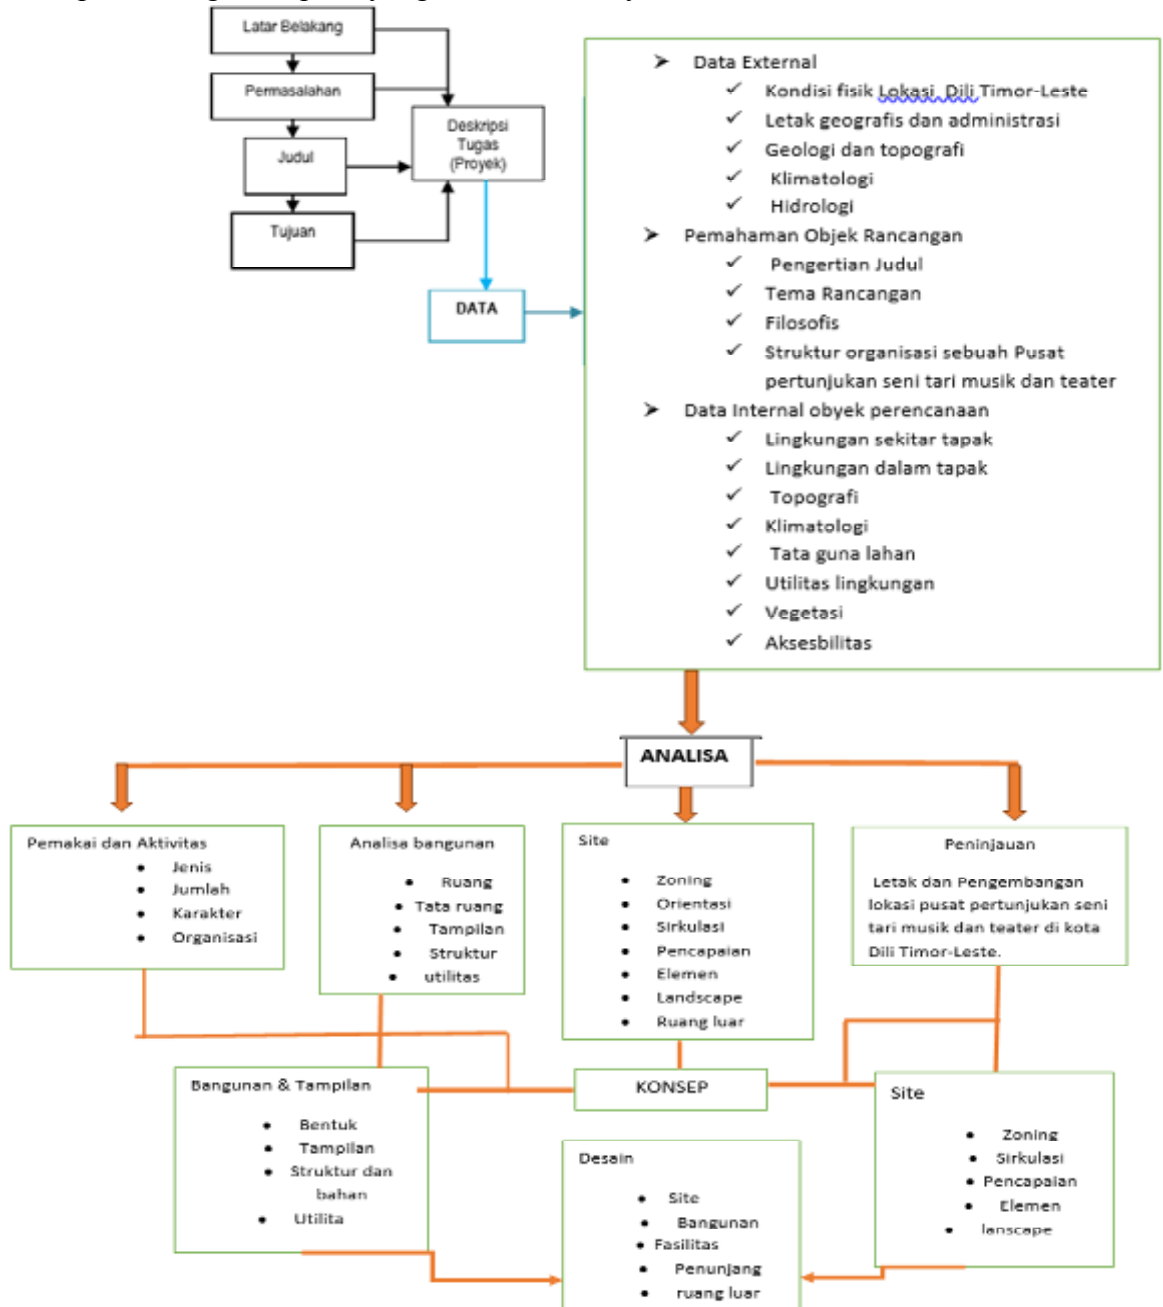 Latar Belakang
Permasalahan
Judul
Tujuan
Deskripsi
Tugas
(Proyek)
DATA
Data External
Kondisi fisik Lokasi Dili Timor-Leste
Letak geografis dan administrasi
Geologi dan topografi
Klimatologi
Hidrologi
Pemahaman Objek Rancangan
Pengertian Judul
Tema Rancangan
Filosofis
Struktur organisasi sebuah Pusat
pertunjukan seni tari musik dan teater
Data Internal obyek perencanaan
Lingkungan sekitar tapak
Lingkungan dalam tapak
Topografi
Klimatologi
Tata guna lahan
Utilitas lingkungan
Vegetasi
Aksesbilitas
ANALISA
Pemakai dan Aktivitas
Jenis
Jumlah
Karakter
Organisasi
Analisa bangunan
Ruang
Tata ruang
Tampilan
Struktur
utilitas
Site
Zoning
Orientasi
Sirkulasi
Pencapaian
Elemen
Landscape
Ruang luar
Peninjauan
Letak dan Pengembangan
lokasi pusat pertunjukan seni
tari musik dan teater di kota
Dili Timor-Leste.
Bangunan & Tampilan
Bentuk
Tampilan
Struktur dan
bahan
Utilita
KONSEP
Site
Zoning
Sirkulasi
Pencapaian
Elemen
lanscape
Desain
Site
Bangunan
Fasilitas
Penunjang
ruang luar